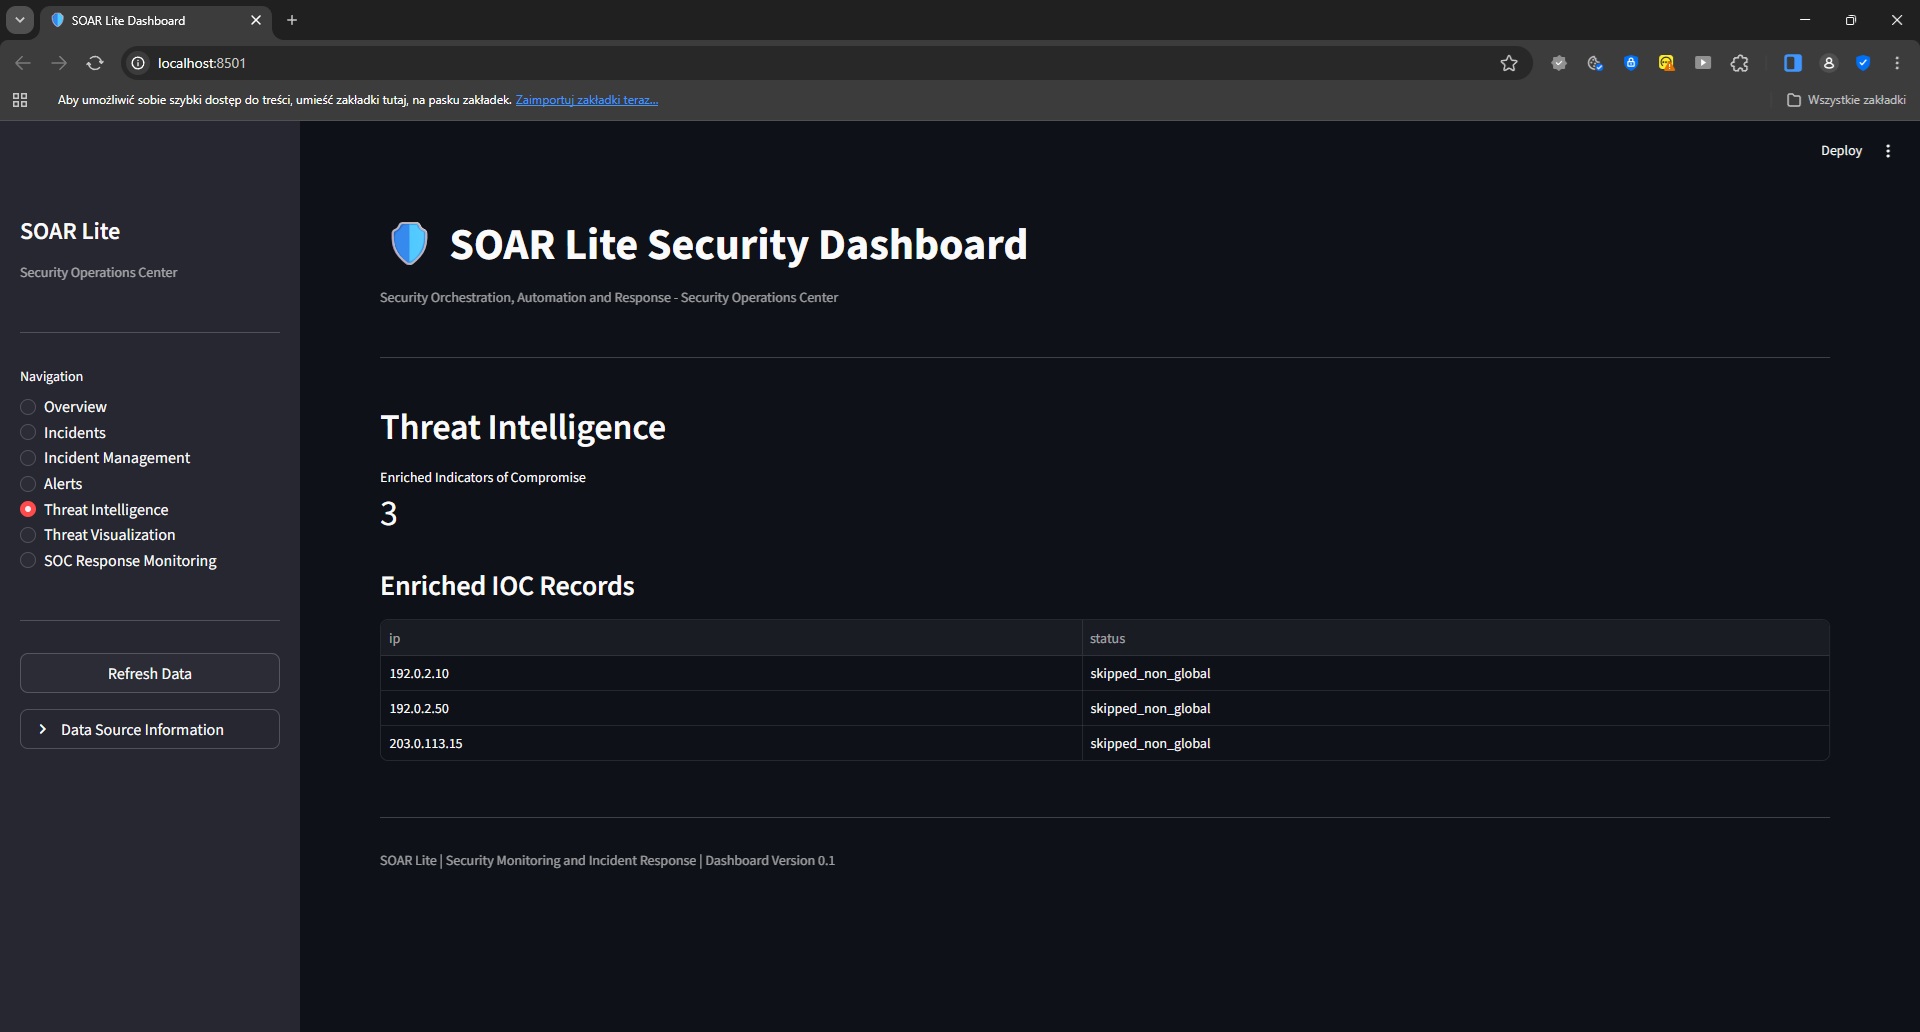 SOAR Lite Dashboard
localhost:8501
Aby umożliwić sobie szybki dostęp do treści, umieść zakładki tutaj, na pasku zakładek. Zaimportuj zakładki teraz...
Wszystkie zakładki
Deploy
SOAR Lite
Security Operations Center
Navigation
Overview
Incidents
Incident Management
Alerts
Threat Intelligence
Threat Visualization
SOC Response Monitoring
Refresh Data
Data Source Information
SOAR Lite Security Dashboard
Security Orchestration, Automation and Response - Security Operations Center
Threat Intelligence
Enriched Indicators of Compromise
3
Enriched IOC Records
ip status
192.0.2.10 skipped_non_global
192.0.2.50 skipped_non_global
203.0.113.15 skipped_non_global
SOAR Lite | Security Monitoring and Incident Response | Dashboard Version 0.1